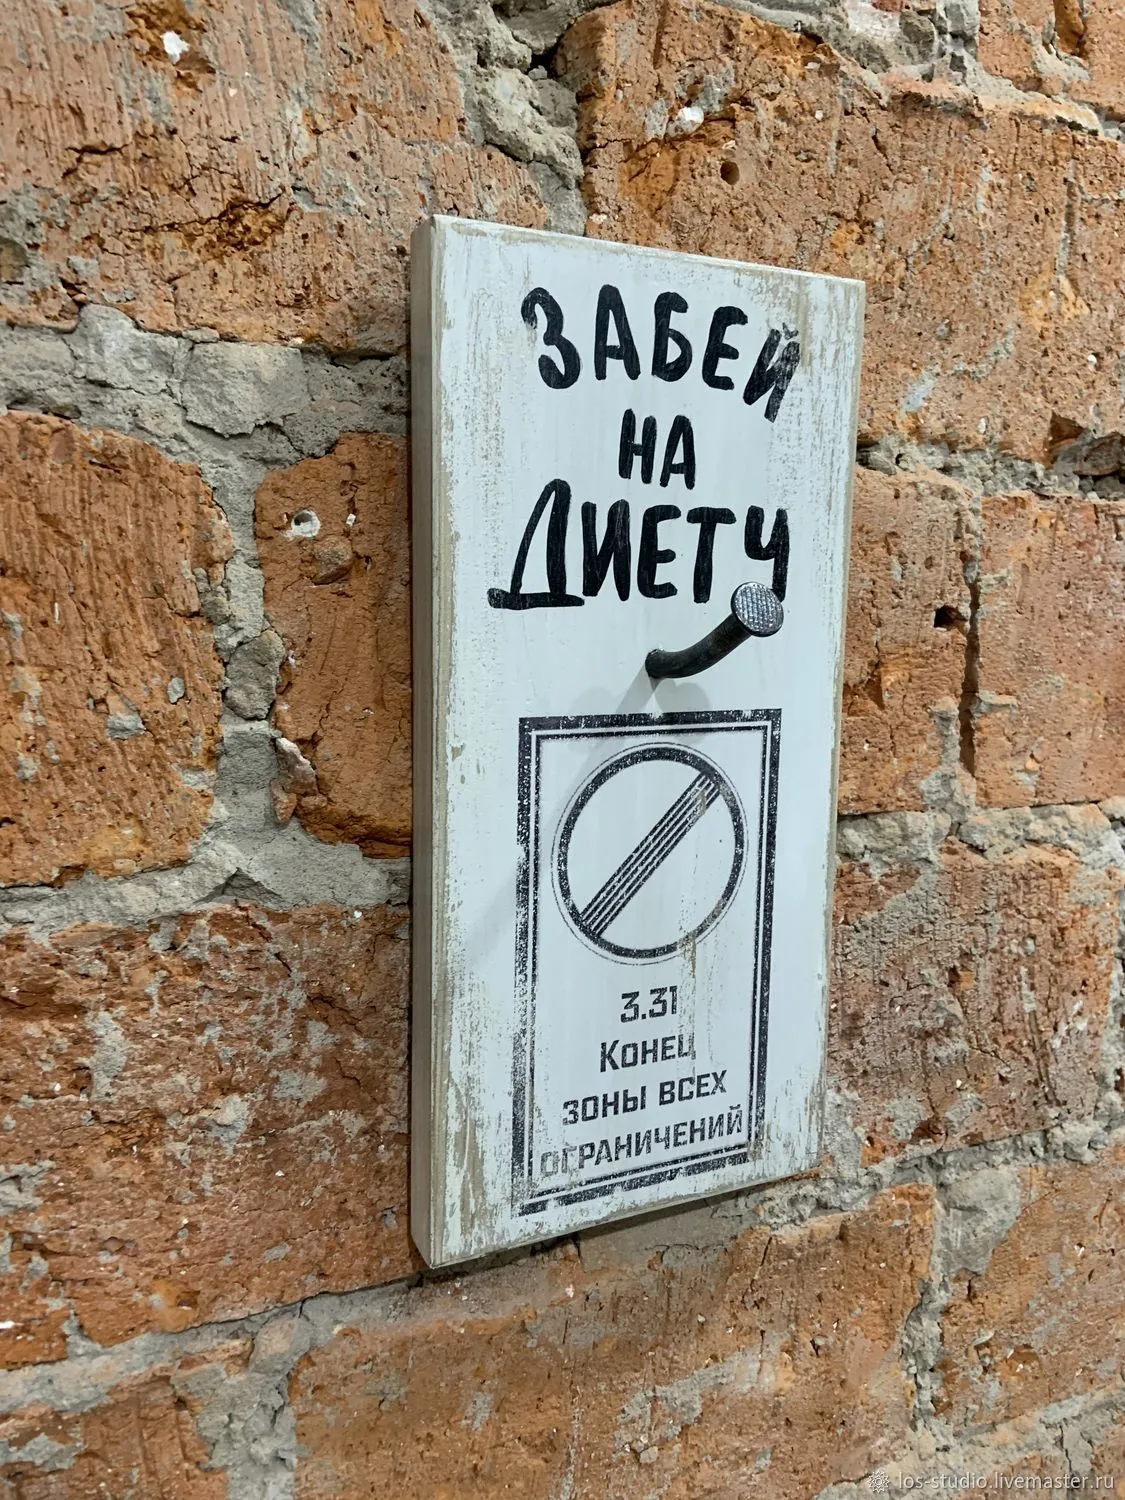 ЗАБЕЙ
НА
ДИЕТУ
3.31
Конец
зоны всех
ограничений
los-studio.livemaster.ru